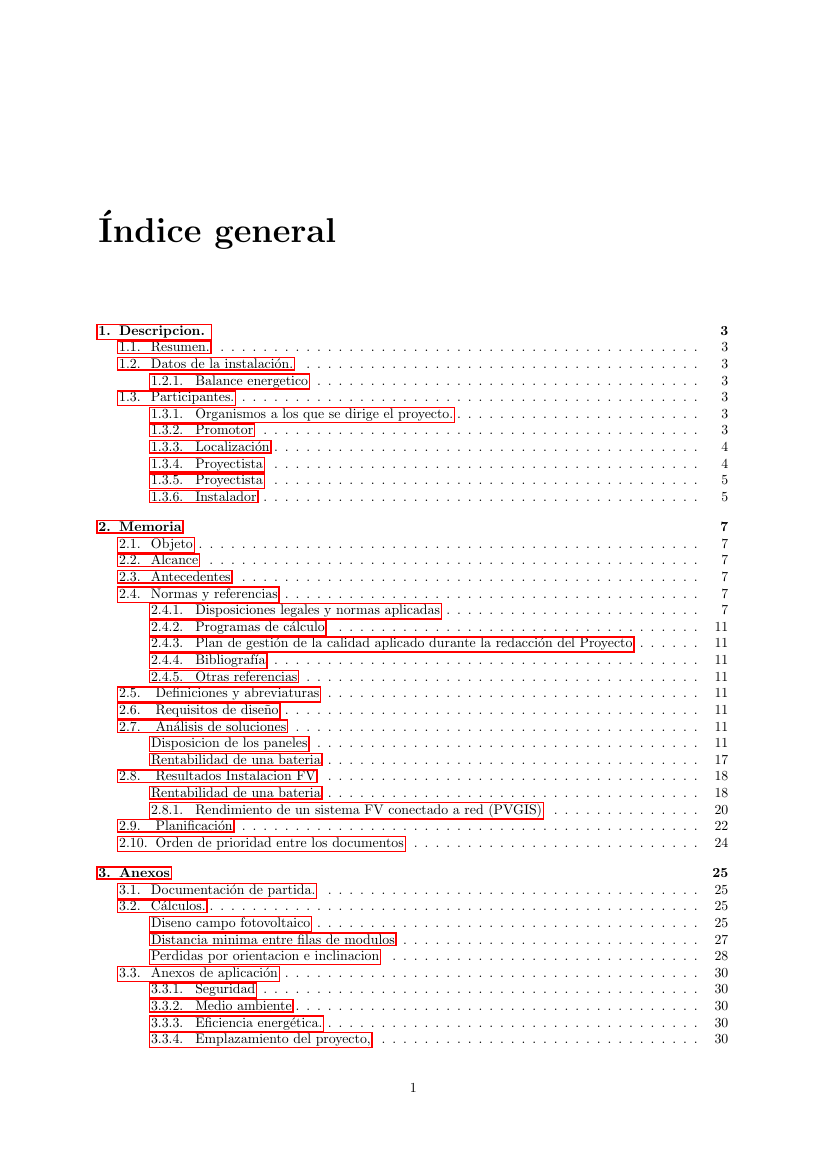 Índice general
1. Descripcion. 3
1.1. Resumen. . . . . . . . . . . . . . . . . . . . 3
1.2. Datos de la instalación. . . . . . . . . . . . . . . . . . . . 3
1.2.1. Balance energetico . . . . . . . . . . . . . . . . . . . . 3
1.3. Participantes. . . . . . . . . . . . . . . . . . . . 3
1.3.1. Organismos a los que se dirige el proyecto. . . . . . . . . . . . . . . . . . . . 3
1.3.2. Promotor . . . . . . . . . . . . . . . . . . . . 3
1.3.3. Localización . . . . . . . . . . . . . . . . . . . . 4
1.3.4. Proyectista . . . . . . . . . . . . . . . . . . . . 4
1.3.5. Proyectista . . . . . . . . . . . . . . . . . . . . 5
1.3.6. Instalador . . . . . . . . . . . . . . . . . . . . 5
2. Memoria 7
2.1. Objeto . . . . . . . . . . . . . . . . . . . . 7
2.2. Alcance . . . . . . . . . . . . . . . . . . . . 7
2.3. Antecedentes . . . . . . . . . . . . . . . . . . . . 7
2.4. Normas y referencias . . . . . . . . . . . . . . . . . . . . 7
2.4.1. Disposiciones legales y normas aplicadas . . . . . . . . . . . . . . . . . . . . 7
2.4.2. Programas de cálculo . . . . . . . . . . . . . . . . . . . . 11
2.4.3. Plan de gestión de la calidad aplicado durante la redacción del Proyecto . . . . . . 11
2.4.4. Bibliografía . . . . . . . . . . . . . . . . . . . . 11
2.4.5. Otras referencias . . . . . . . . . . . . . . . . . . . . 11
2.5. Definiciones y abreviaturas . . . . . . . . . . . . . . . . . . . . 11
2.6. Requisitos de diseño . . . . . . . . . . . . . . . . . . . . 11
2.7. Análisis de soluciones . . . . . . . . . . . . . . . . . . . . 11
Disposicion de los paneles . . . . . . . . . . . . . . . . . . . . 11
Rentabilidad de una bateria . . . . . . . . . . . . . . . . . . . . 17
2.8. Resultados Instalacion FV . . . . . . . . . . . . . . . . . . . . 18
Rentabilidad de una bateria . . . . . . . . . . . . . . . . . . . . 18
2.8.1. Rendimiento de un sistema FV conectado a red (PVGIS) . . . . . . . . . . . . . . 20
2.9. Planificación . . . . . . . . . . . . . . . . . . . . 22
2.10. Orden de prioridad entre los documentos . . . . . . . . . . . . . . . . . . . . 24
3. Anexos 25
3.1. Documentación de partida. . . . . . . . . . . . . . . . . . . . 25
3.2. Cálculos. . . . . . . . . . . . . . . . . . . . 25
Diseno campo fotovoltaico . . . . . . . . . . . . . . . . . . . . 25
Distancia minima entre filas de modulos . . . . . . . . . . . . . . . . . . . . 27
Perdidas por orientacion e inclinacion . . . . . . . . . . . . . . . . . . . . 28
3.3. Anexos de aplicación . . . . . . . . . . . . . . . . . . . . 30
3.3.1. Seguridad . . . . . . . . . . . . . . . . . . . . 30
3.3.2. Medio ambiente . . . . . . . . . . . . . . . . . . . . 30
3.3.3. Eficiencia energética. . . . . . . . . . . . . . . . . . . . 30
3.3.4. Emplazamiento del proyecto, . . . . . . . . . . . . . . . . . . . . 30
1